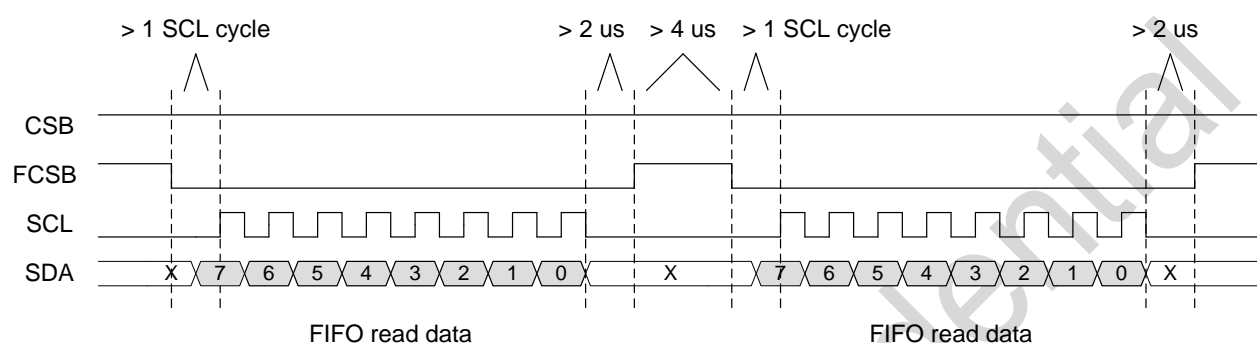 > 1 SCL cycle > 2 us > 4 us > 1 SCL cycle > 2 us
CSB
FCSB
SCL
SDA X 7 6 5 4 3 2 1 0 X 7 6 5 4 3 2 1 0 X
FIFO read data FIFO read data
ential